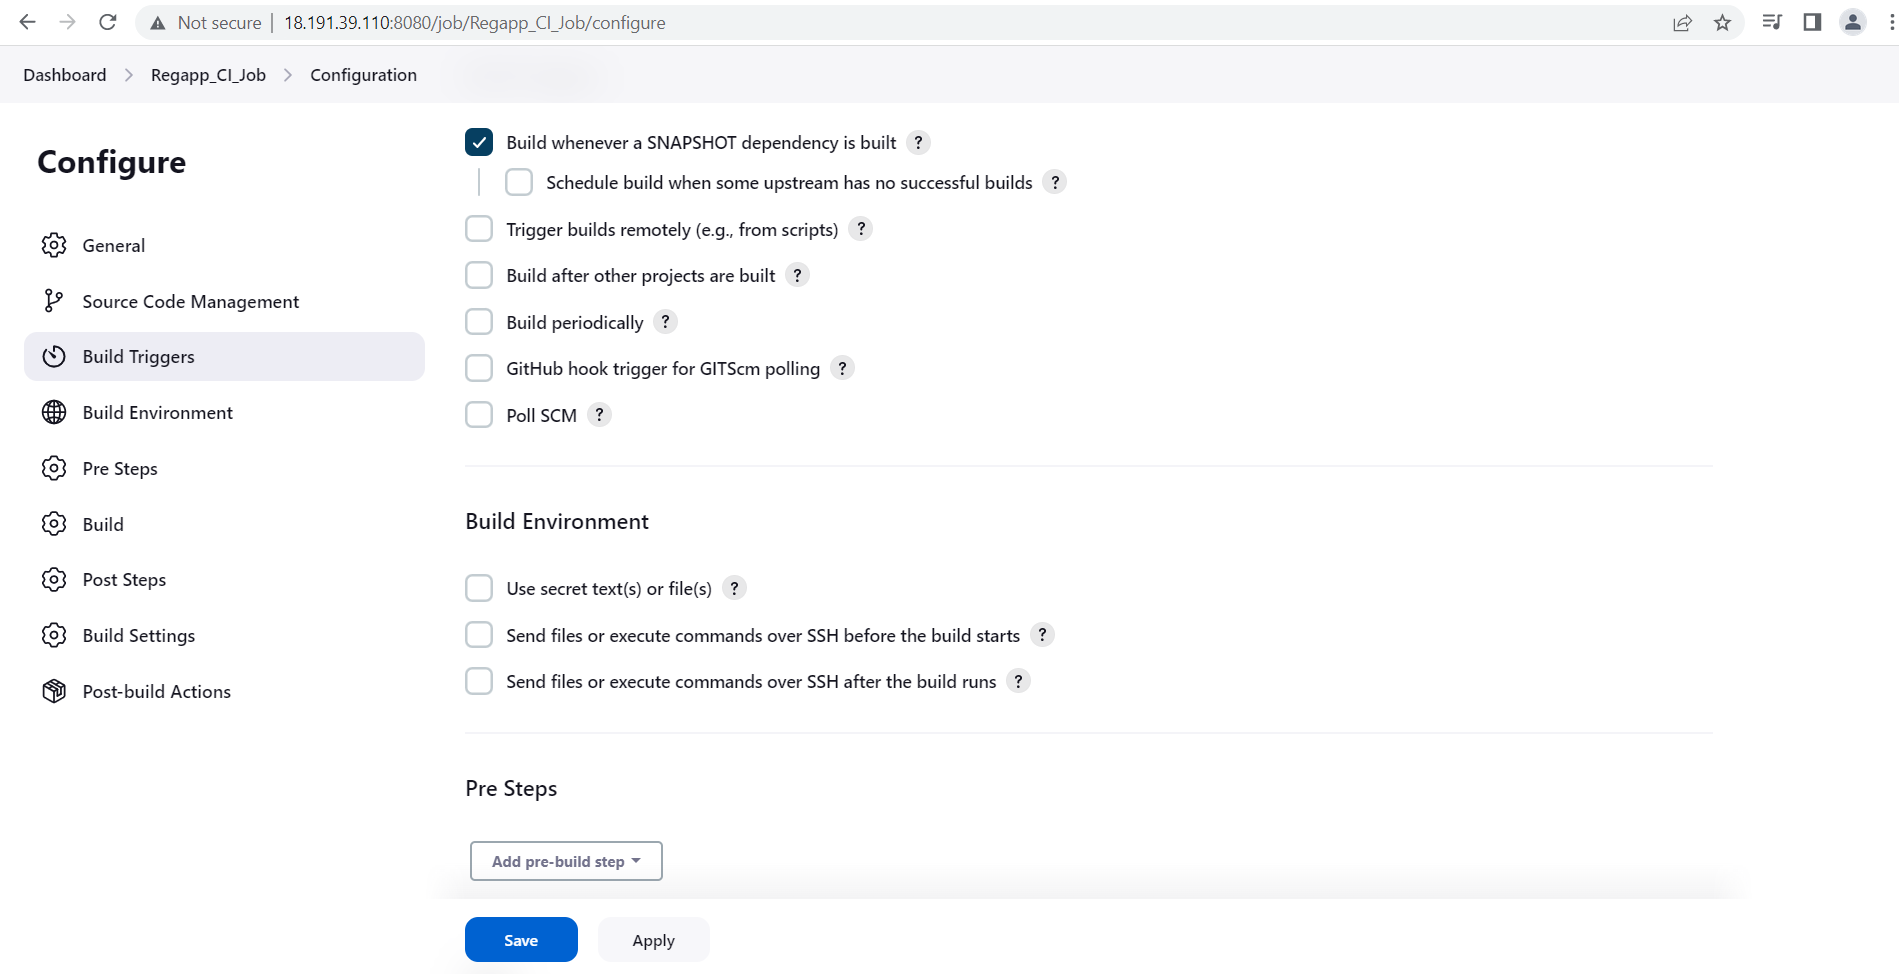 Not secure | 18.191.39.110:8080/job/Regapp_CI_Job/configure
Dashboard > Regapp_CI_Job > Configuration
Configure
General
Source Code Management
Build Triggers
Build Environment
Pre Steps
Build
Post Steps
Build Settings
Post-build Actions
Build whenever a SNAPSHOT dependency is built ?
Schedule build when some upstream has no successful builds ?
Trigger builds remotely (e.g., from scripts) ?
Build after other projects are built ?
Build periodically ?
GitHub hook trigger for GITScm polling ?
Poll SCM ?
Build Environment
Use secret text(s) or file(s) ?
Send files or execute commands over SSH before the build starts ?
Send files or execute commands over SSH after the build runs ?
Pre Steps
Add pre-build step
Save Apply